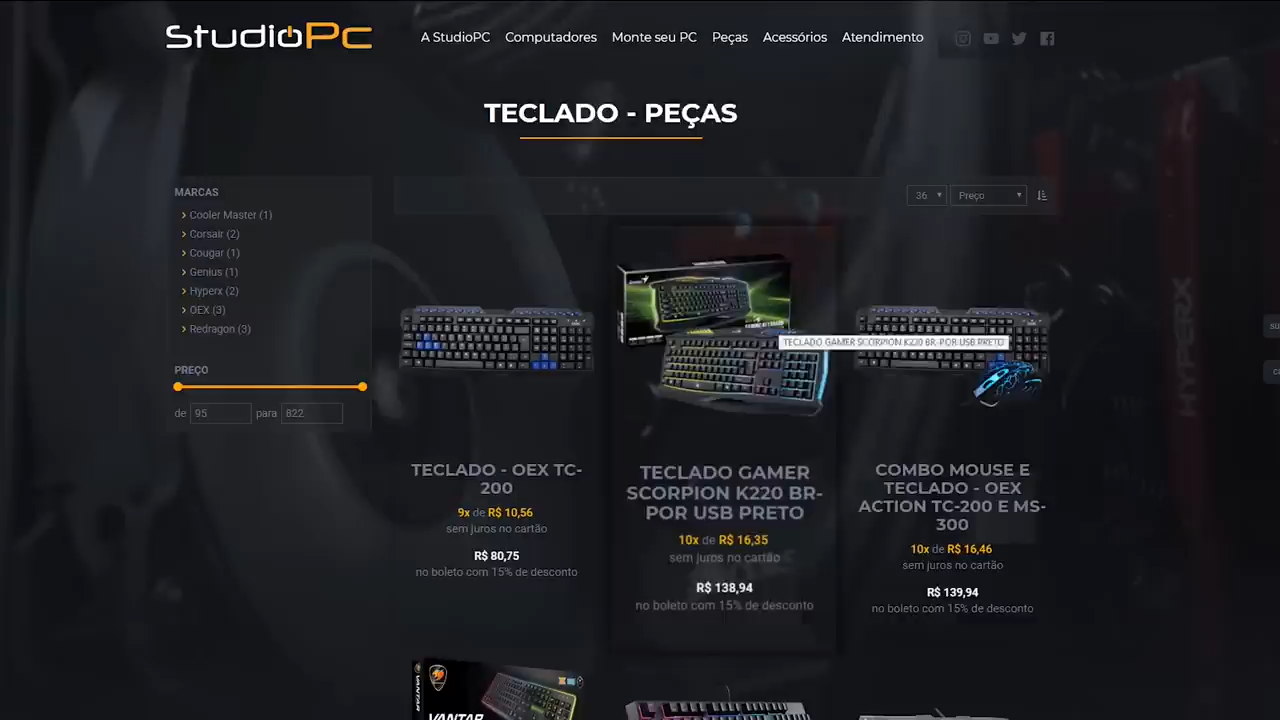 StudioPc
A StudioPC Computadores Monte seu PC Peças Acessórios Atendimento
TECLADO - PEÇAS
MARCAS
Cooler Master (1)
Corsair (2)
Cougar (1)
Genius (1)
Hyperx (2)
OEX (3)
Redragon (3)
PREÇO
de 95 para 822
36 Preço
TECLADO GAMER SCORPION K220 BR-POR USB PRETO
TECLADO - OEX TC-
200
9x de R$ 10,56
sem juros no cartão
R$ 80,75
no boleto com 15% de desconto
TECLADO GAMER
SCORPION K220 BR-
POR USB PRETO
10x de R$ 16,35
sem juros no cartão
R$ 138,94
no boleto com 15% de desconto
COMBO MOUSE E
TECLADO - OEX
ACTION TC-200 E MS-
300
10x de R$ 16,46
sem juros no cartão
R$ 139,94
no boleto com 15% de desconto
HYPERX
VANTAR
VANTAR